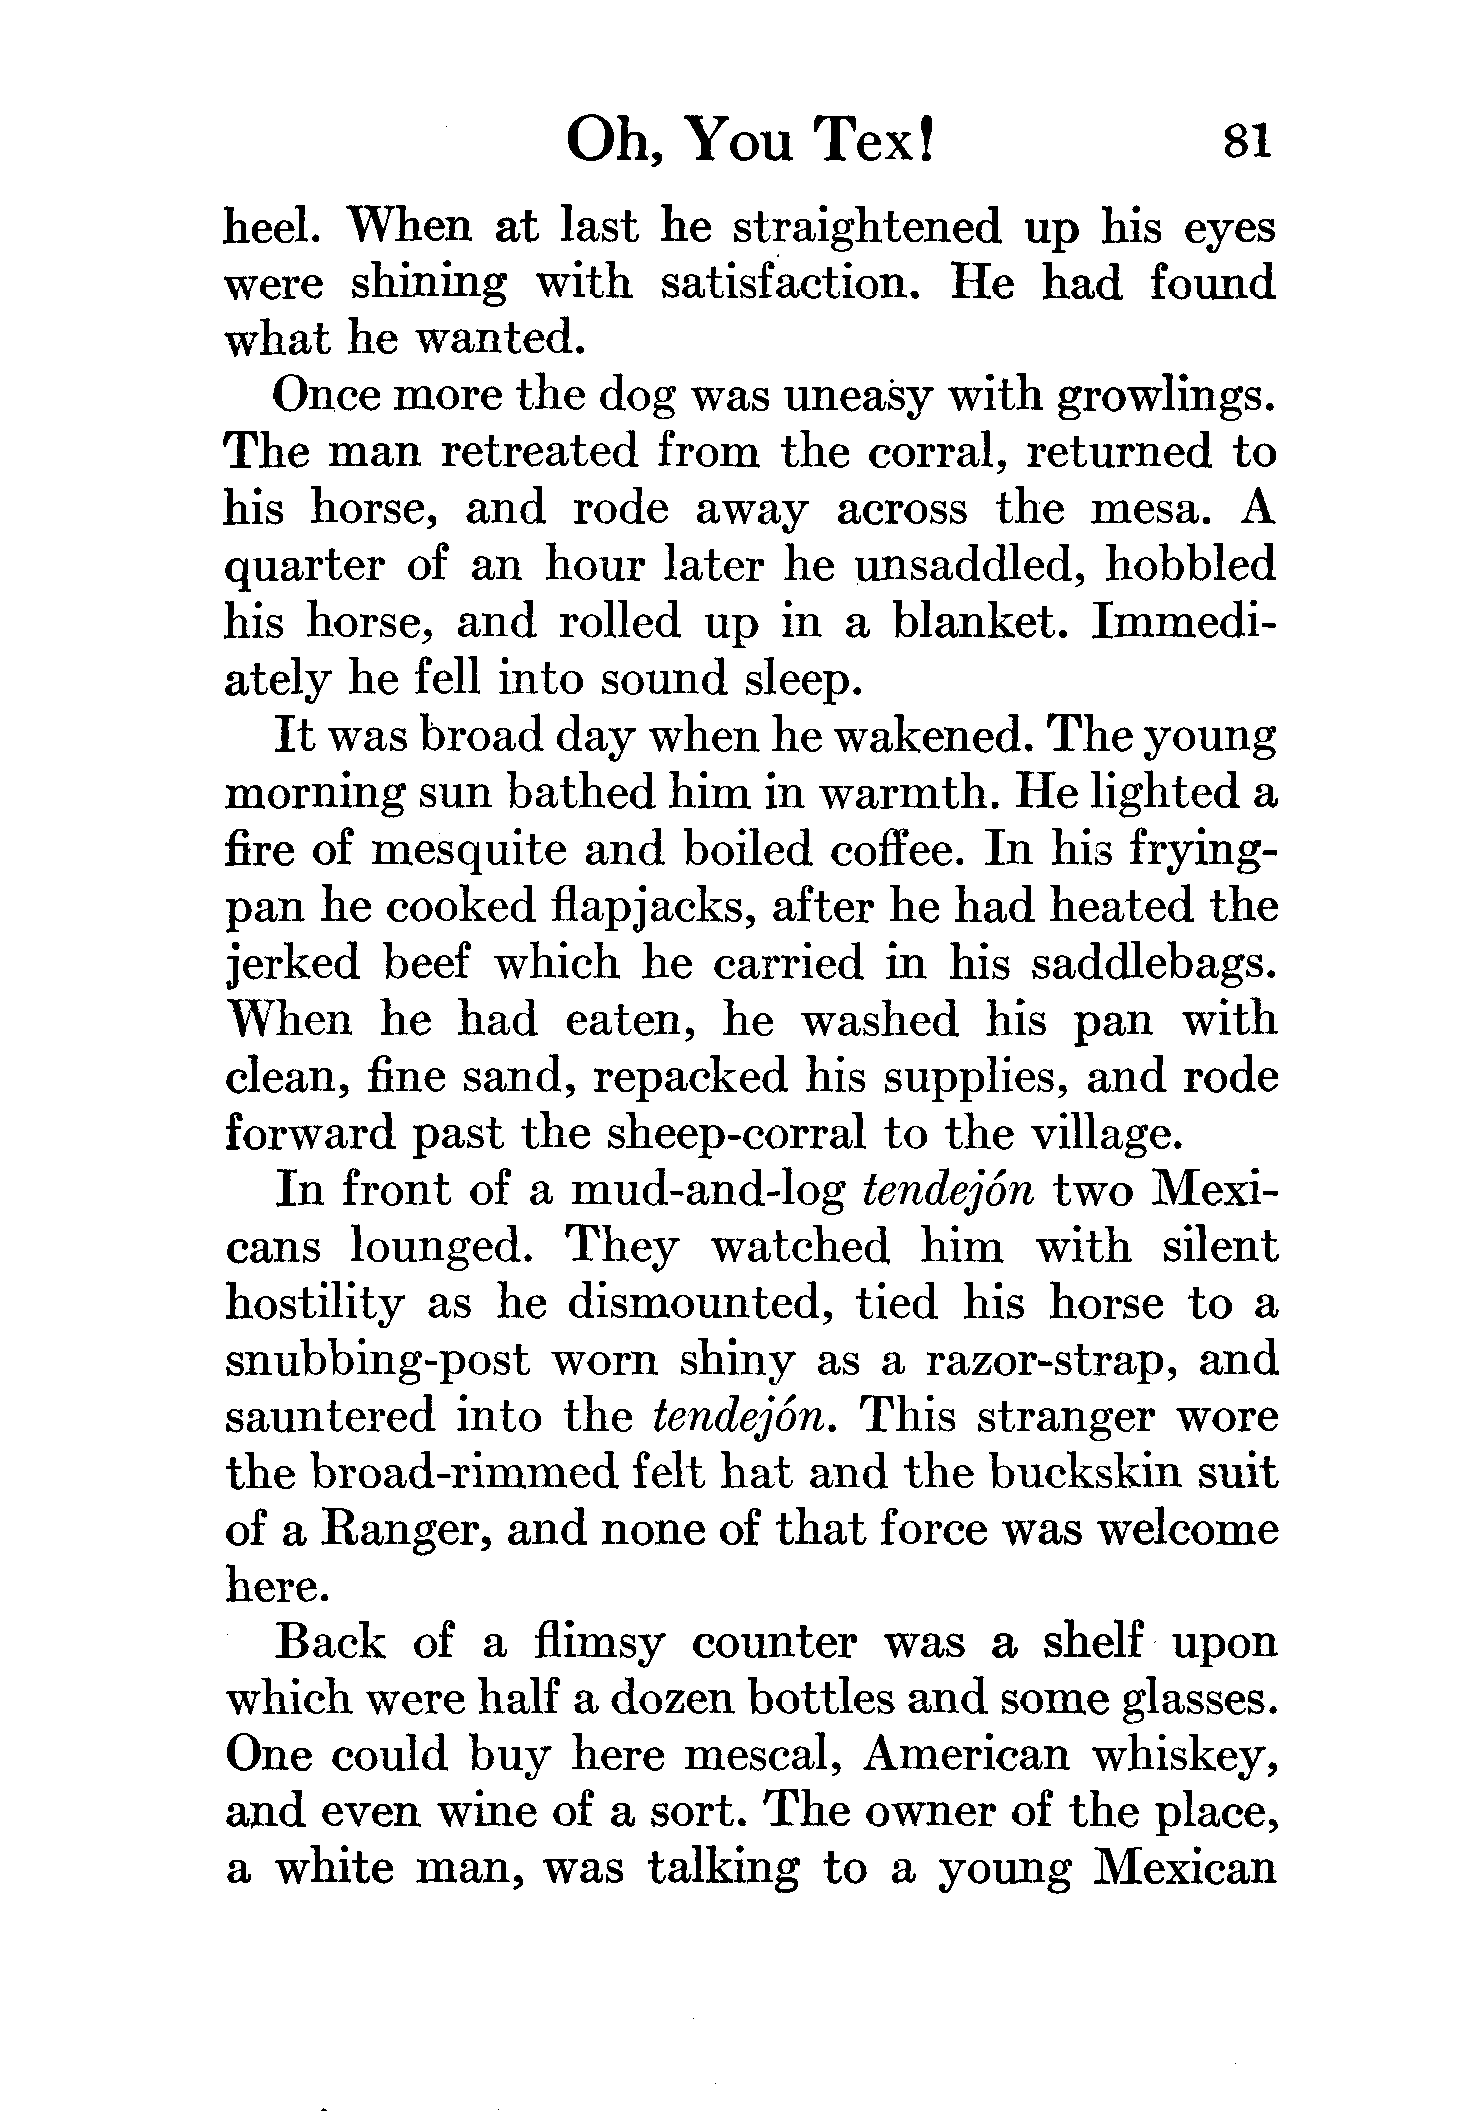 Oh, You Tex! 81
heel. When at last he straightened up his eyes
were shining with satisfaction. He had found
what he wanted.
Once more the dog was uneasy with growlings.
The man retreated from the corral, returned to
his horse, and rode away across the mesa. A
quarter of an hour later he unsaddled, hobbled
his horse, and rolled up in a blanket. Immedi-
ately he fell into sound sleep.
It was broad day when he wakened. The young
morning sun bathed him in warmth. He lighted a
fire of mesquite and boiled coffee. In his frying-
pan he cooked flapjacks, after he had heated the
jerked beef which he carried in his saddlebags.
When he had eaten, he washed his pan with
clean, fine sand, repacked his supplies, and rode
forward past the sheep-corral to the village.
In front of a mud-and-log tendejón two Mexi-
cans lounged. They watched him with silent
hostility as he dismounted, tied his horse to a
snubbing-post worn shiny as a razor-strap, and
sauntered into the tendejón. This stranger wore
the broad-rimmed felt hat and the buckskin suit
of a Ranger, and none of that force was welcome
here.
Back of a flimsy counter was a shelf upon
which were half a dozen bottles and some glasses.
One could buy here mescal, American whiskey,
and even wine of a sort. The owner of the place,
a white man, was talking to a young Mexican